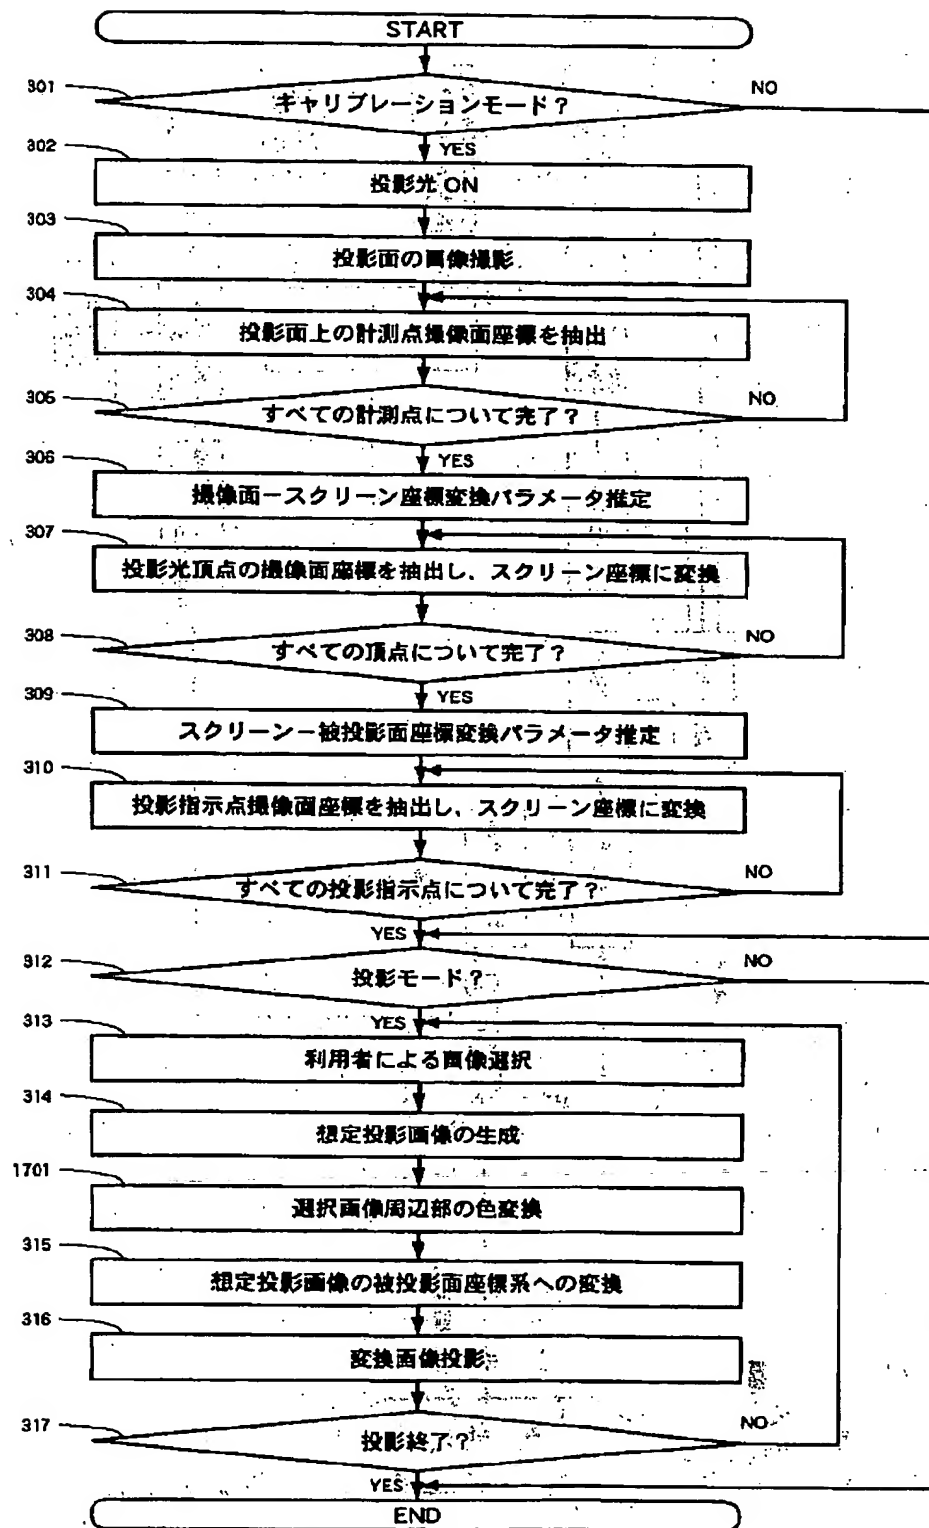 START
301
キャリブレーションモード?
NO
YES
302
投影光 ON
303
投影面の画像撮影
304
投影面上の計測点撮像面座標を抽出
305
すべての計測点について完了?
NO
YES
306
撮像面ースクリーン座標変換パラメータ推定
307
投影光頂点の撮像面座標を抽出し、スクリーン座標に変換
308
すべての頂点について完了?
NO
YES
309
スクリーンー被投影面座標変換パラメータ推定
310
投影指示点撮像面座標を抽出し、スクリーン座標に変換
311
すべての投影指示点について完了?
NO
YES
312
投影モード?
NO
YES
313
利用者による画像選択
314
想定投影画像の生成
1701
選択画像周辺部の色変換
315
想定投影画像の被投影面座標系への変換
316
変換画像投影
317
投影終了?
NO
YES
END